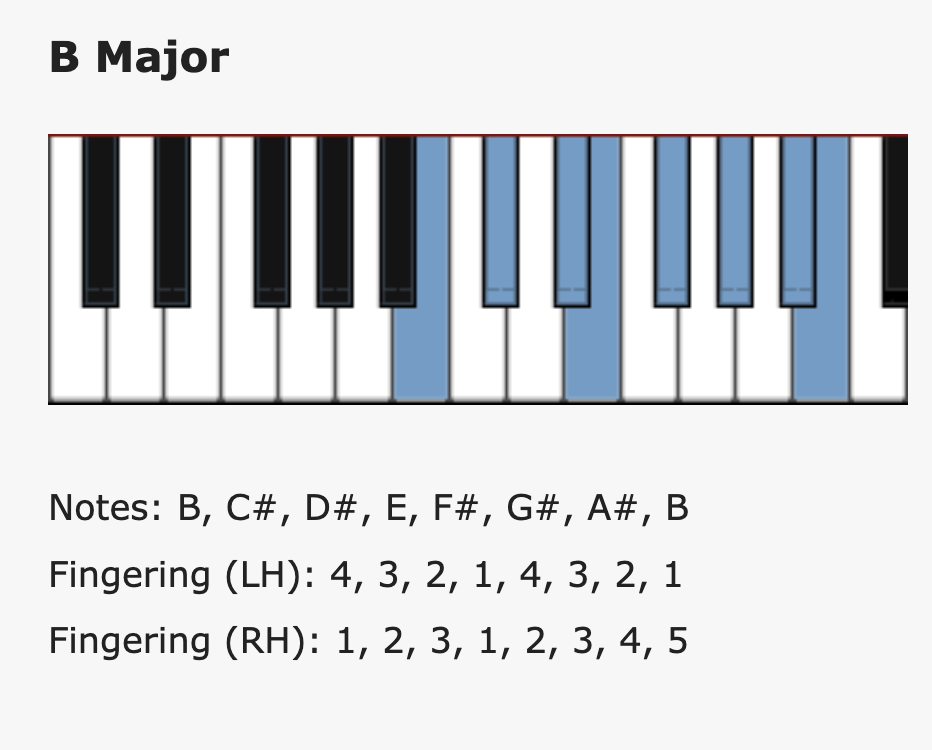 B Major
Notes: B, C#, D#, E, F#, G#, A#, B
Fingering (LH): 4, 3, 2, 1, 4, 3, 2, 1
Fingering (RH): 1, 2, 3, 1, 2, 3, 4, 5